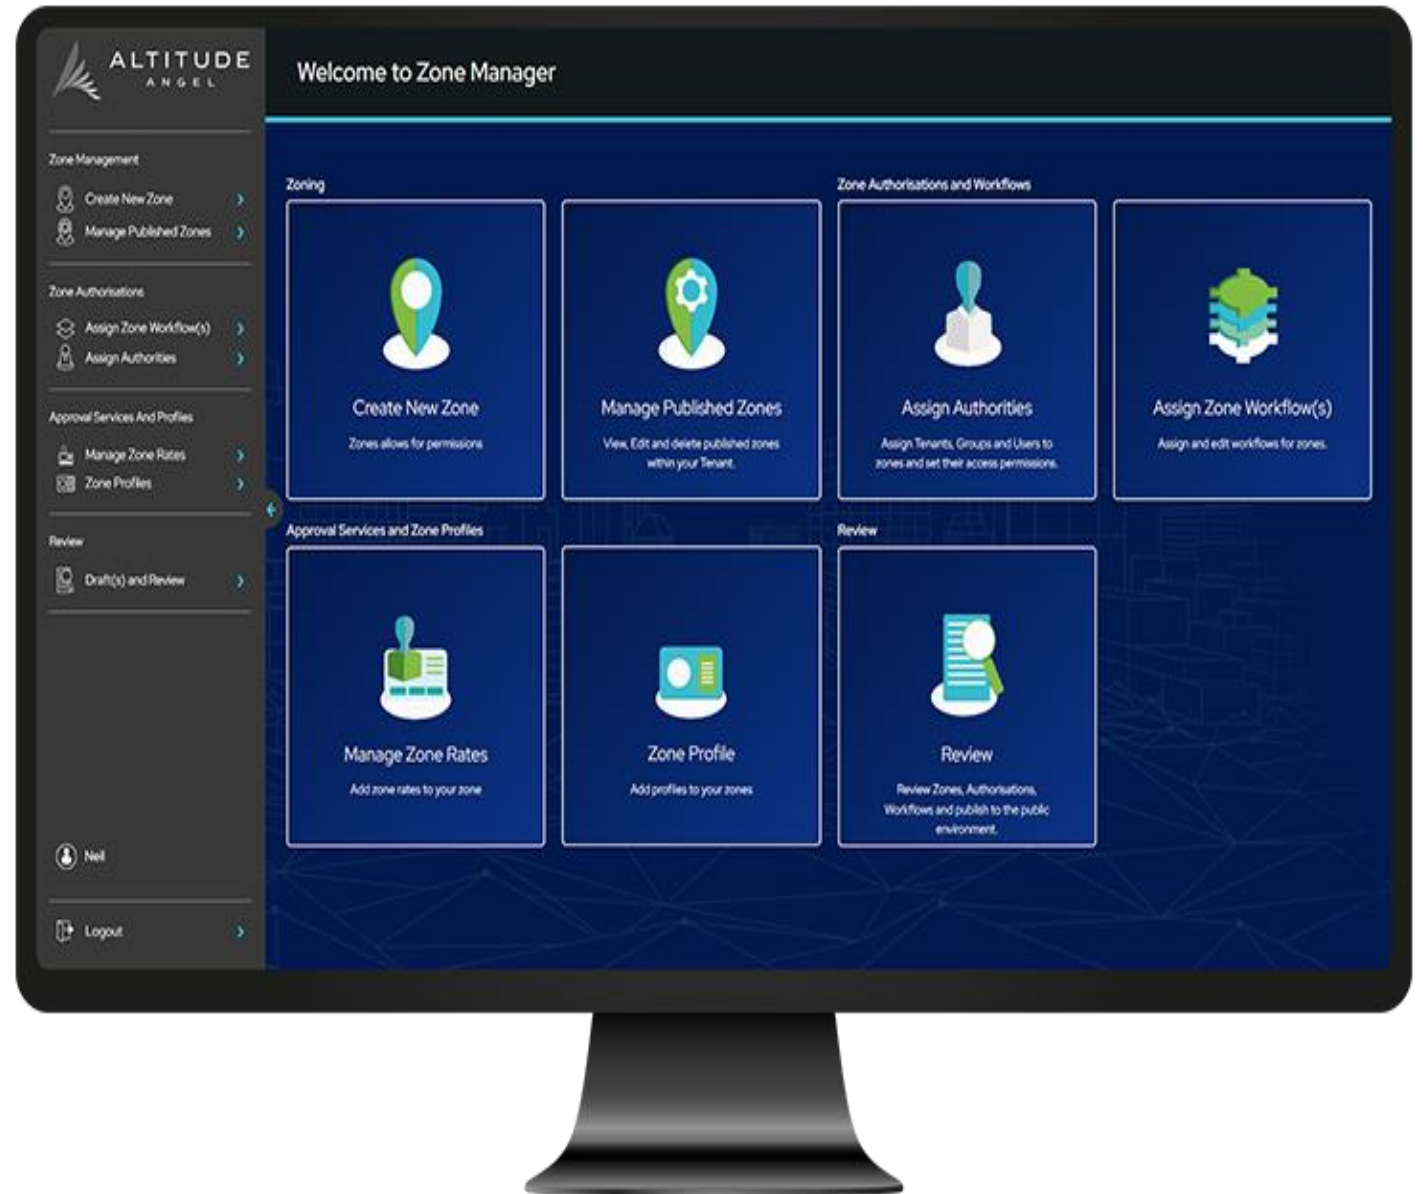 ALTITUDE
ANGEL
Welcome to Zone Manager
Zone Management
Create New Zone
Manage Published Zones
Zone Authorisations
Assign Zone Workflow(s)
Assign Authorities
Approval Services And Profiles
Manage Zone Rates
Zone Profiles
Review
Draft(s) and Review
Neil
Logout
Zoning
Create New Zone
Zones allows for permissions
Manage Published Zones
View, Edit and delete published zones
within your Tenant.
Zone Authorisations and Workflows
Assign Authorities
Assign Tenants, Groups and Users to
zones and set their access permissions.
Assign Zone Workflow(s)
Assign and edit workflows for zones.
Approval Services and Zone Profiles
Manage Zone Rates
Add zone rates to your zone
Zone Profile
Add profiles to your zones
Review
Review
Review Zones, Authorisations,
Workflows and publish to the public
environment.